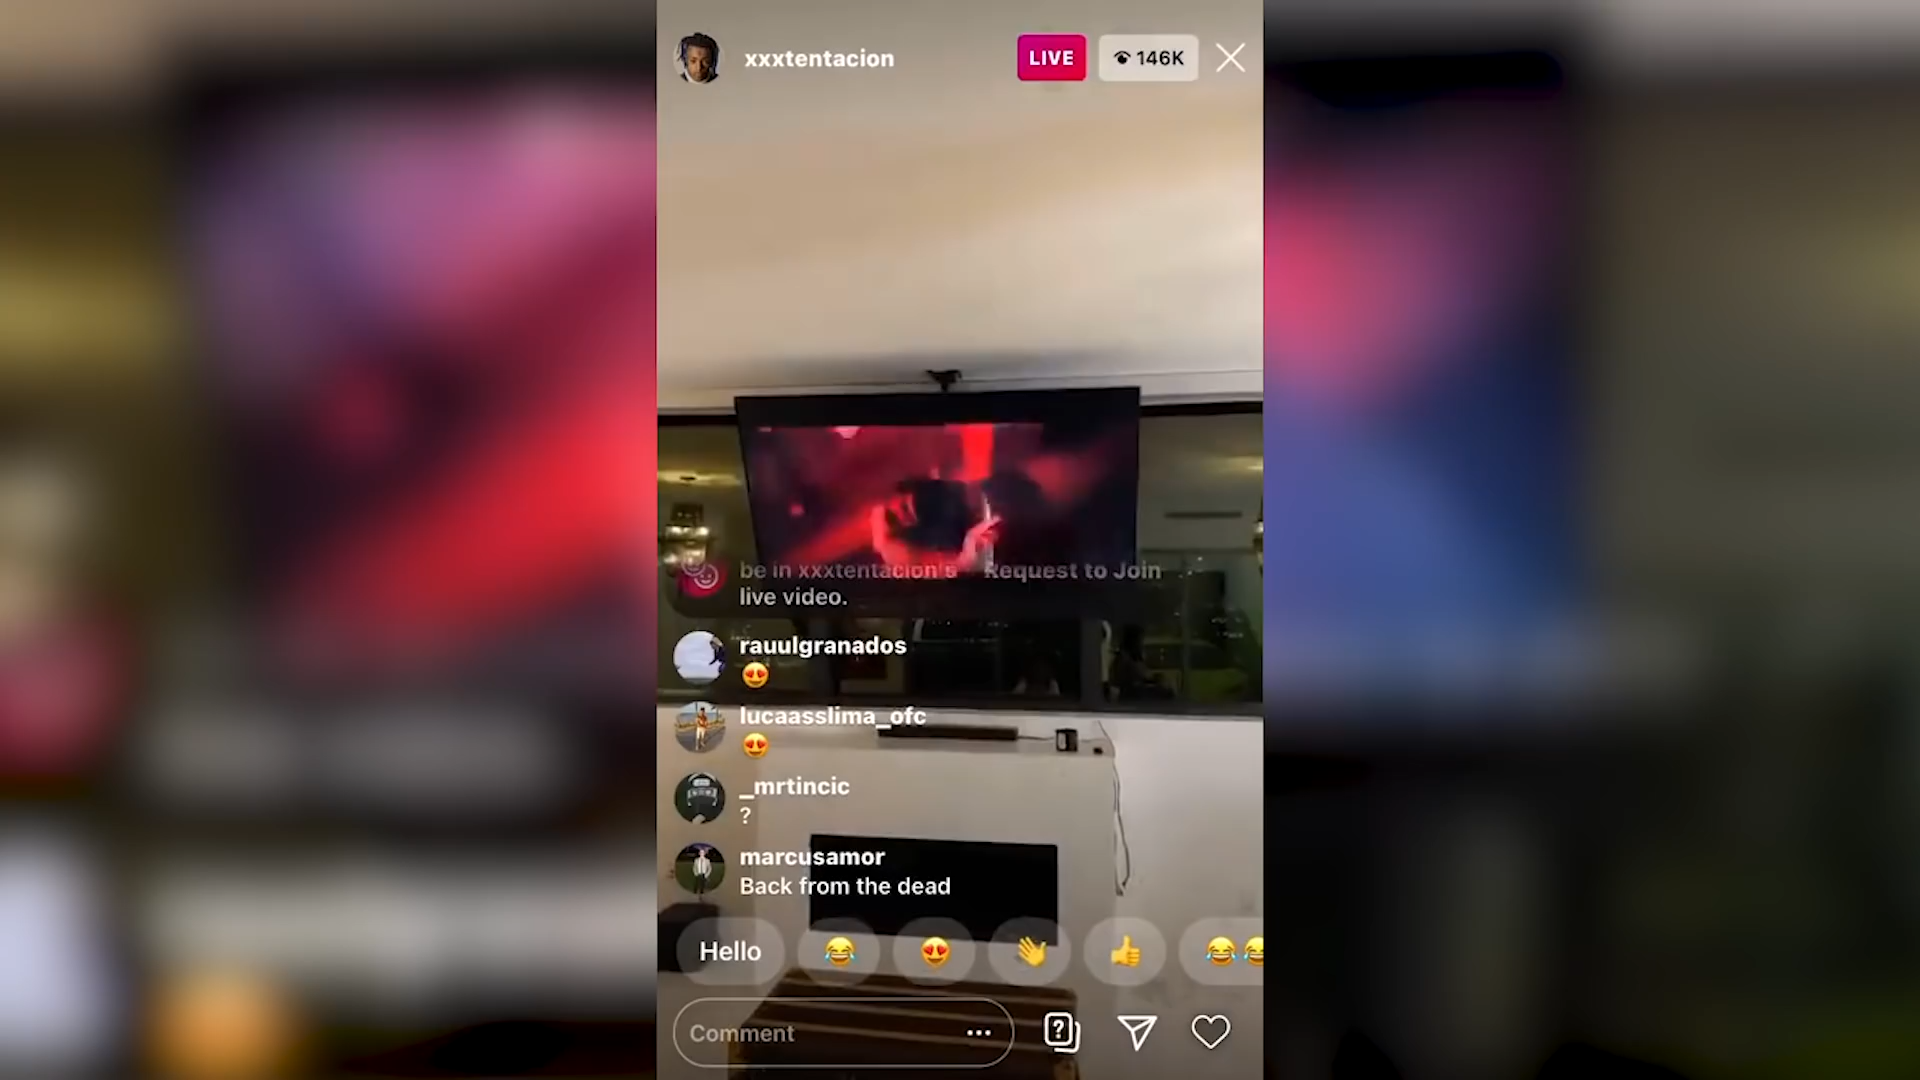 xxxtentacion
LIVE
146K
be in xxxtentacion's Request to Join
live video.
rauulgranados
lucaasslima_ofc
_mrtincic
?
marcusamor
Back from the dead
Hello
Comment